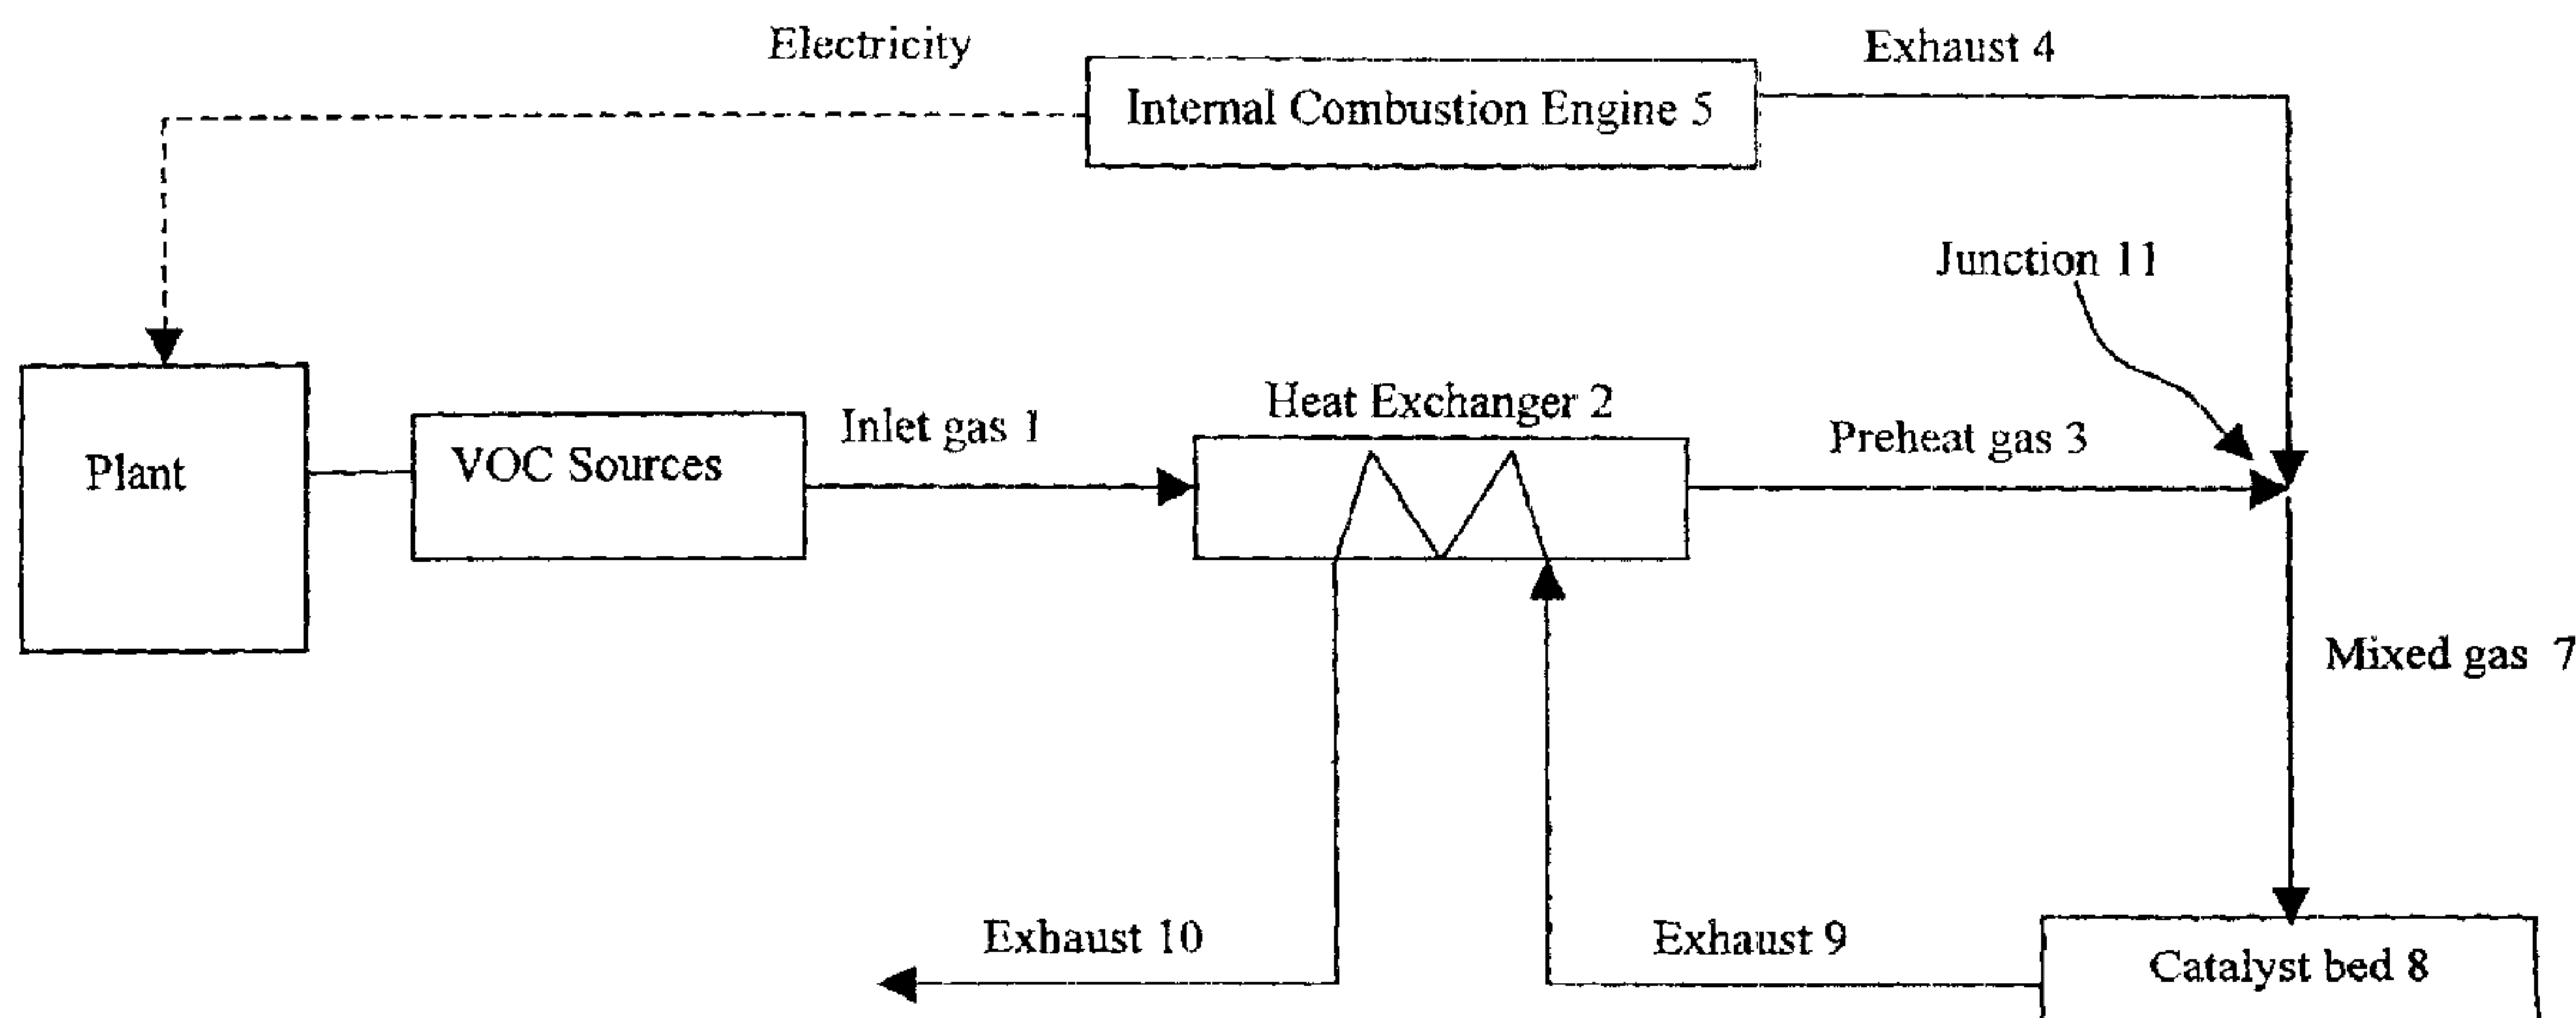 Electricity
Exhaust 4
Internal Combustion Engine 5
Junction 11
Heat Exchanger 2
Inlet gas 1
Preheat gas 3
Plant
VOC Sources
Mixed gas 7
Exhaust 10
Exhaust 9
Catalyst bed 8